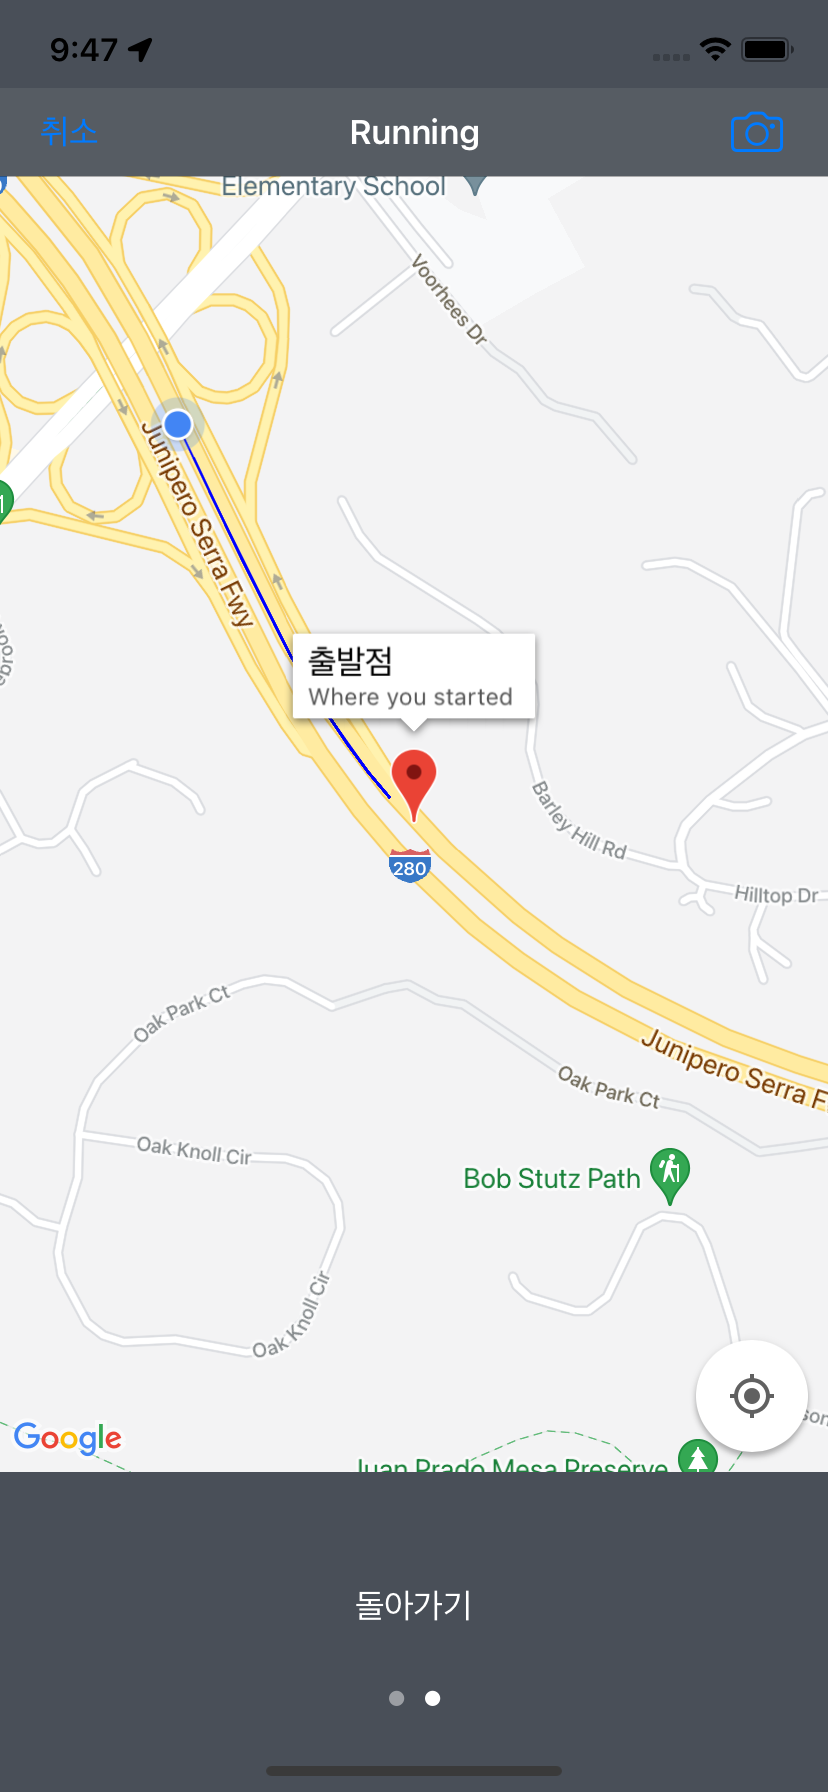 9:47
취소
Running
Elementary School
Voorhees Dr
Junipero Serra Fwy
출발점
Where you started
Barley Hill Rd
280
Hilltop Dr
Oak Park Ct
Junipero Serra F
Oak Park Ct
Oak Knoll Cir
Bob Stutz Path
Oak Knoll Cir
Google
Juan Prado Mesa Preserve
돌아가기